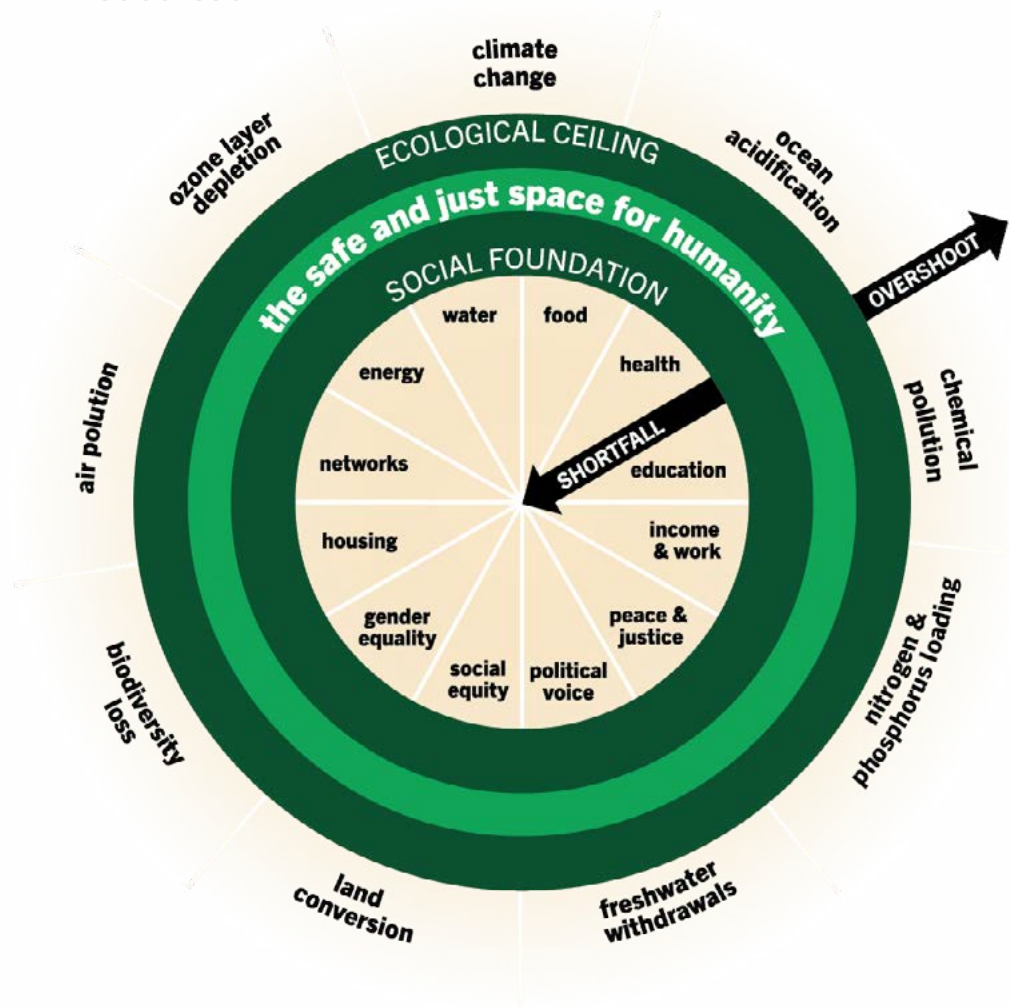 climate
change
ocean
acidification
OVERSHOOT
chemical
pollution
nitrogen &
phosphorus loading
freshwater
withdrawals
land
conversion
biodiversity
loss
air polution
ozone layer
depletion
ECOLOGICAL CEILING
the safe and just space for humanity
SOCIAL FOUNDATION
water
food
energy
health
SHORTFALL
networks
education
housing
income
& work
gender
equality
peace &
justice
social
equity
political
voice